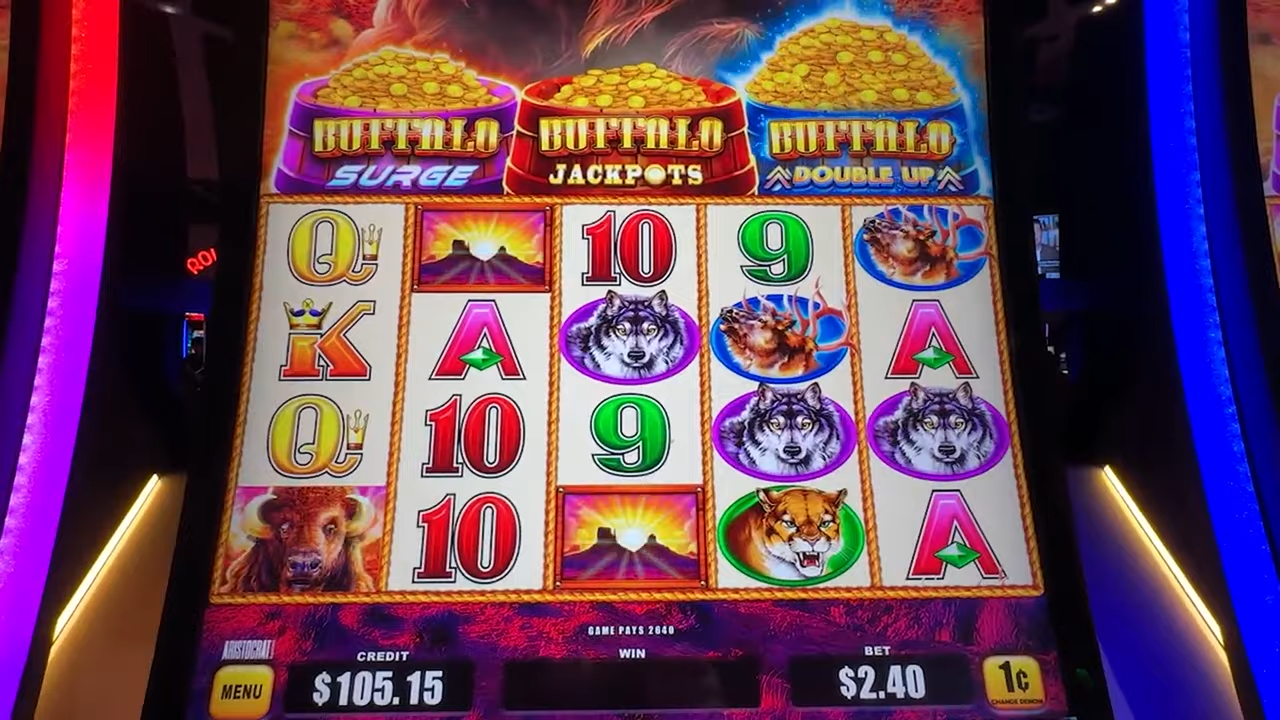 BUFFALO BUFFALO BUFFALO
SURGE JACKPOTS DOUBLE UP
Q 10 9
K A A
Q 10 9
10 A
GAME PAYS 2640
ARISTOCRAT
CREDIT WIN BET
MENU $105.15 $2.40 1¢
CHANGE DENOM